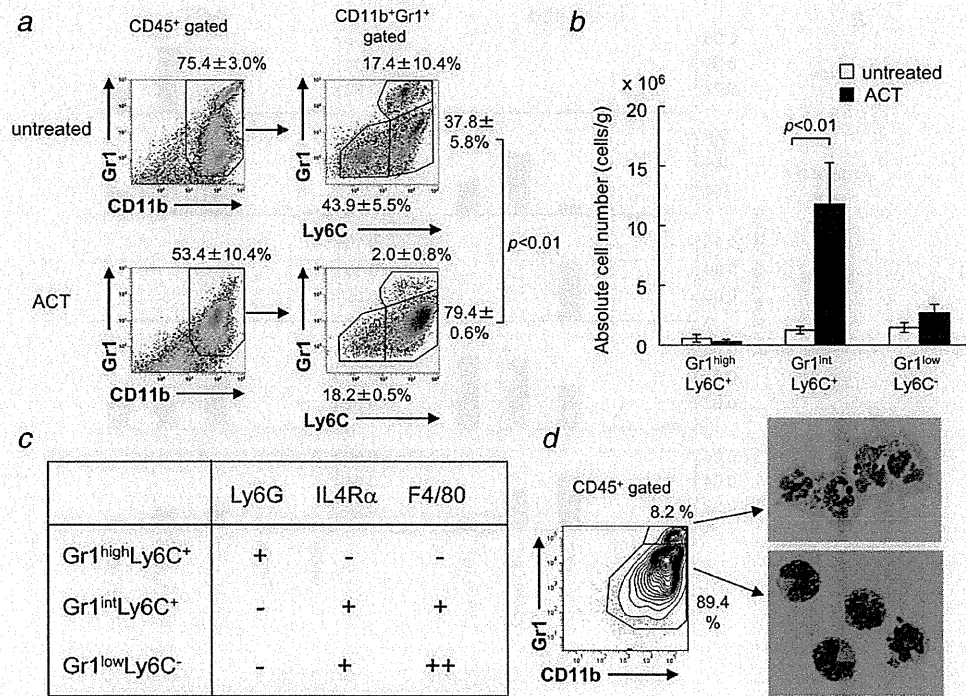 a
CD45+ gated
CD11b+Gr1+
gated
75.4±3.0%
17.4±10.4%
untreated
Gr1
CD11b
Gr1
37.8±
5.8%
43.9±5.5%
Ly6C
p<0.01
53.4±10.4%
2.0±0.8%
ACT
Gr1
CD11b
Gr1
79.4±
0.6%
18.2±0.5%
Ly6C
b
untreated
ACT
x 10^6
Absolute cell number (cells/g)
20
15
10
5
0
p<0.01
Gr1high
Ly6C+
Gr1int
Ly6C+
Gr1low
Ly6C-
c
Ly6G IL4Rα F4/80
Gr1highLy6C+ + - -
Gr1intLy6C+ - + +
Gr1lowLy6C- - + ++
d
CD45+ gated
8.2 %
Gr1
CD11b
89.4
%